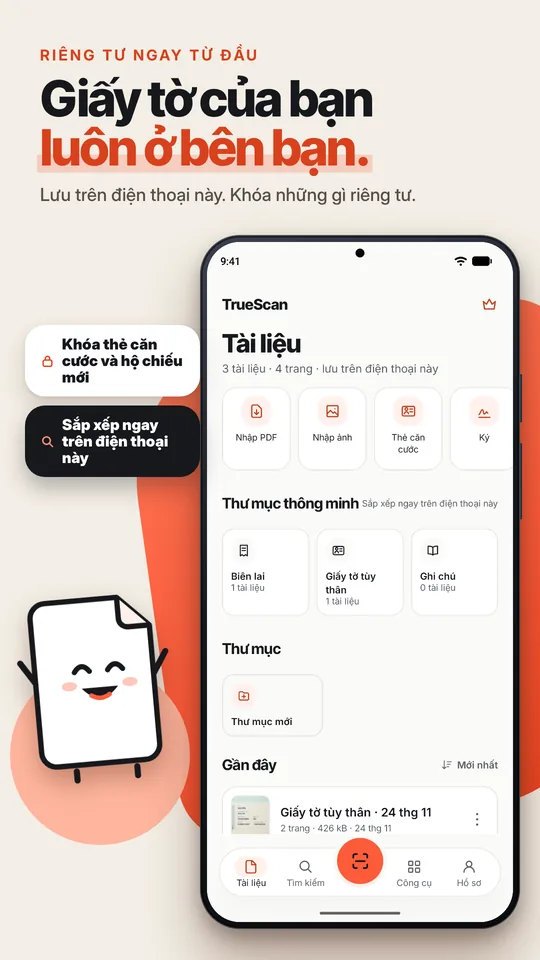 RIÊNG TƯ NGAY TỪ ĐẦU
Giấy tờ của bạn
luôn ở bên bạn.
Lưu trên điện thoại này. Khóa những gì riêng tư.
Khóa thẻ căn
cước và hộ chiếu
mới
Sắp xếp ngay
trên điện thoại
này
9:41
TrueScan
Tài liệu
3 tài liệu · 4 trang · lưu trên điện thoại này
Nhập PDF
Nhập ảnh
Thẻ căn
cước
Ký
Thư mục thông minh
Sắp xếp ngay trên điện thoại này
Biên lai
1 tài liệu
Giấy tờ tùy
thân
1 tài liệu
Ghi chú
0 tài liệu
Thư mục
Thư mục mới
Gần đây
Mới nhất
Giấy tờ tùy thân · 24 thg 11
2 trang · 426 kB · 24 thg 11
Tài liệu
Tìm kiếm
Công cụ
Hồ sơ